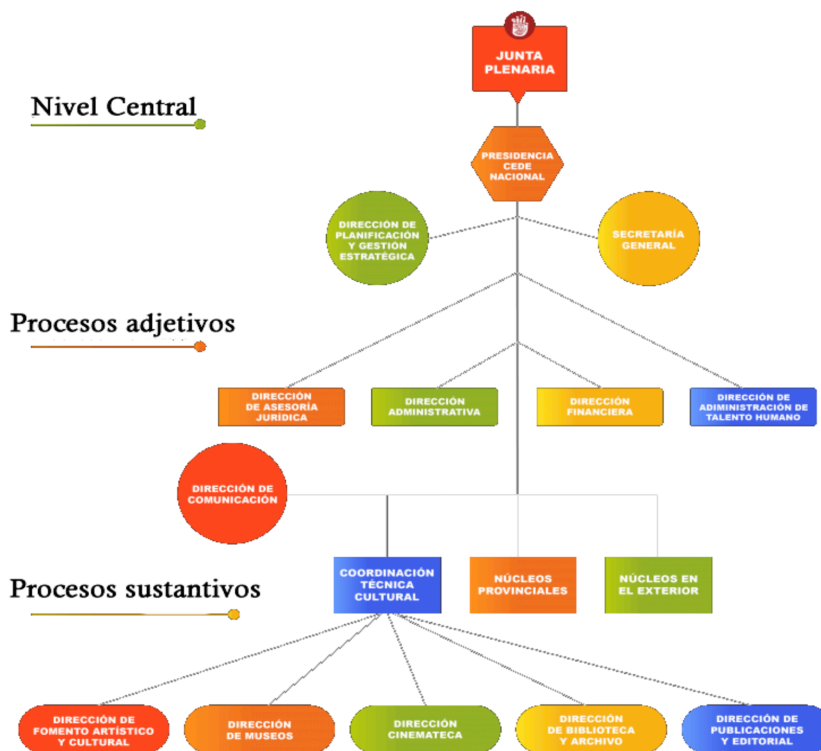 JUNTA
PLENARIA
Nivel Central
PRESIDENCIA
CEDE
NACIONAL
DIRECCIÓN DE
PLANIFICACIÓN
Y GESTIÓN
ESTRATÉGICA
SECRETARÍA
GENERAL
Procesos adjetivos
DIRECCIÓN
DE ASESORÍA
JURÍDICA
DIRECCIÓN
ADMINISTRATIVA
DIRECCIÓN
FINANCIERA
DIRECCIÓN DE
ADIMINISTRACIÓN DE
TALENTO HUMANO
DIRECCIÓN DE
COMUNICACIÓN
Procesos sustantivos
COORDINACIÓN
TÉCNICA
CULTURAL
NÚCLEOS
PROVINCIALES
NÚCLEOS EN
EL EXTERIOR
DIRECCIÓN DE
FOMENTO ARTÍSTICO
Y CULTURAL
DIRECCIÓN
DE MUSEOS
DIRECCIÓN
CINEMATECA
DIRECCIÓN
DE BIBLIOTECA
Y ARCHIVO
DIRECCIÓN DE
PUBLICACIONES
Y EDITORIAL